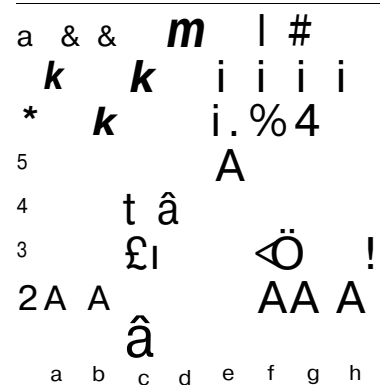 a & & m l #
k k i i i i
* k i . % 4
5 A
4 t â
3 £ı ∢Ö !
2 A A AA A
â
a b c d e f g h